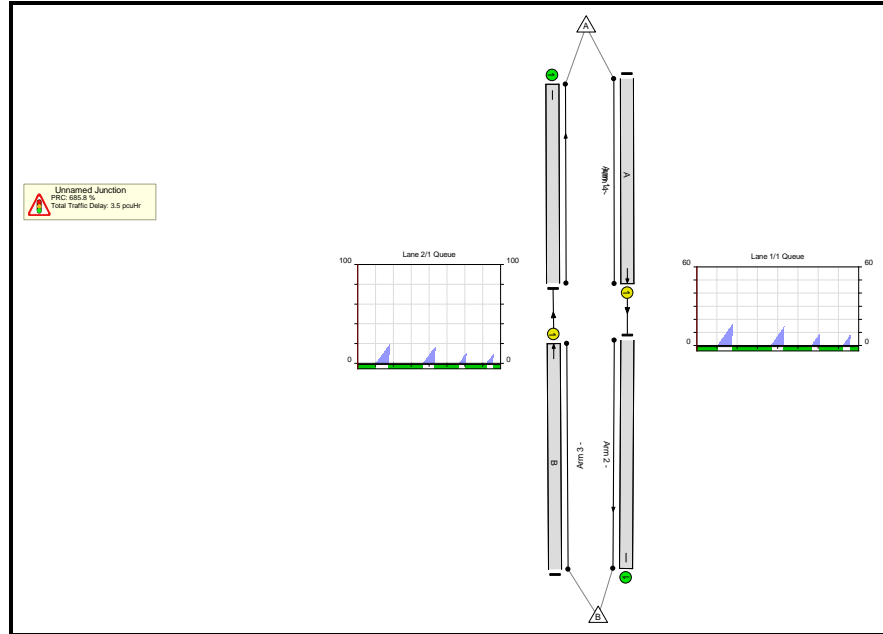 A
A
Unnamed Junction
PRC: 685.8 %
Total Traffic Delay: 3.5 pcuHr
Lane 2/1 Queue
100
100
0
0
Lane 1/1 Queue
60
60
0
0
Arm 3 -
Arm 2 -
B
B